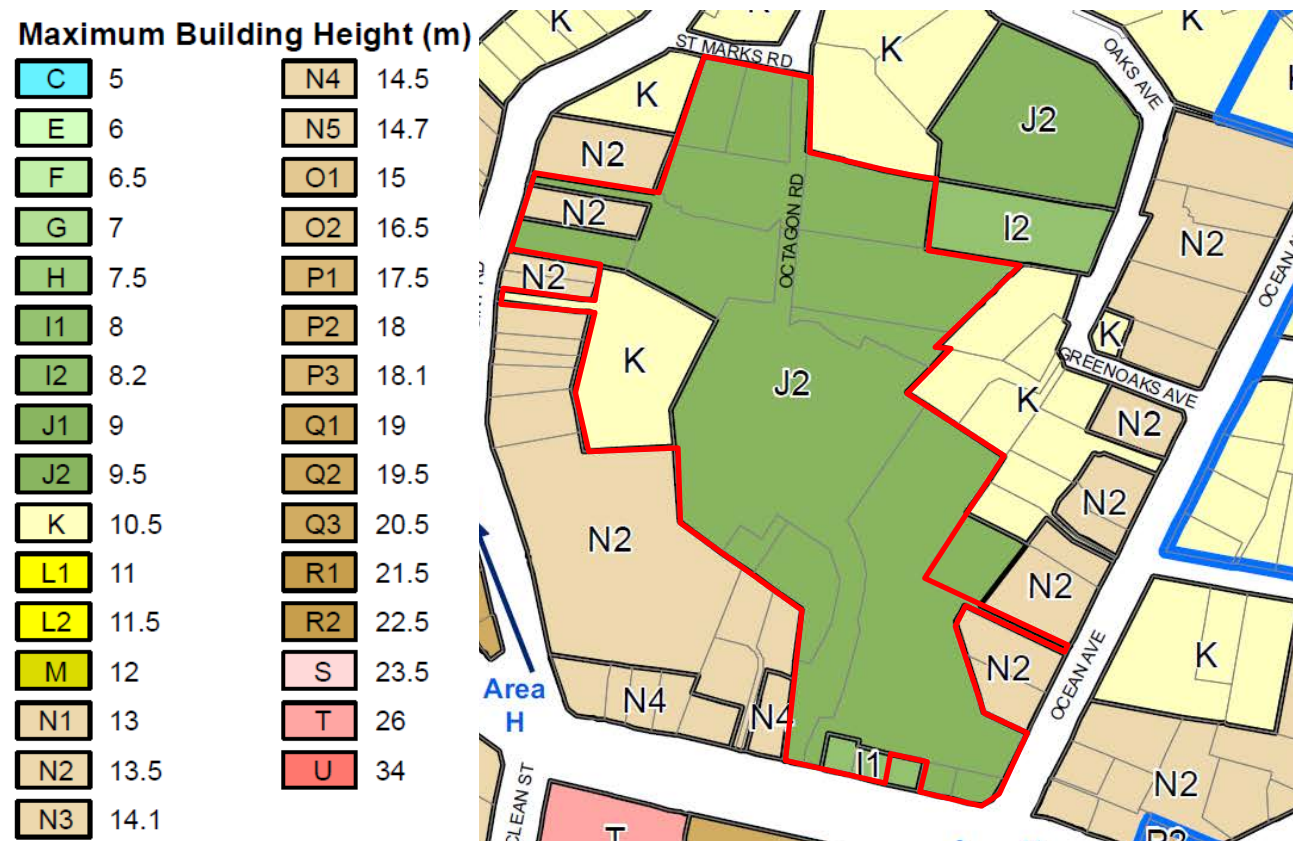 Maximum Building Height (m)
C 5
E 6
F 6.5
G 7
H 7.5
I1 8
I2 8.2
J1 9
J2 9.5
K 10.5
L1 11
L2 11.5
M 12
N1 13
N2 13.5
N3 14.1
N4 14.5
N5 14.7
O1 15
O2 16.5
P1 17.5
P2 18
P3 18.1
Q1 19
Q2 19.5
Q3 20.5
R1 21.5
R2 22.5
S 23.5
T 26
U 34
K
K
K
ST MARKS RD
K
OAKS AVE
K
J2
N2
N2
OCTAGON RD
I2
N2
N2
OCEAN AV
K
K
J2
GREENOAKS AVE
K
N2
N2
N2
N2
K
Area
H
N4
N4
N2
OCEAN AVE
I1
N2
CLEAN ST
T
P2